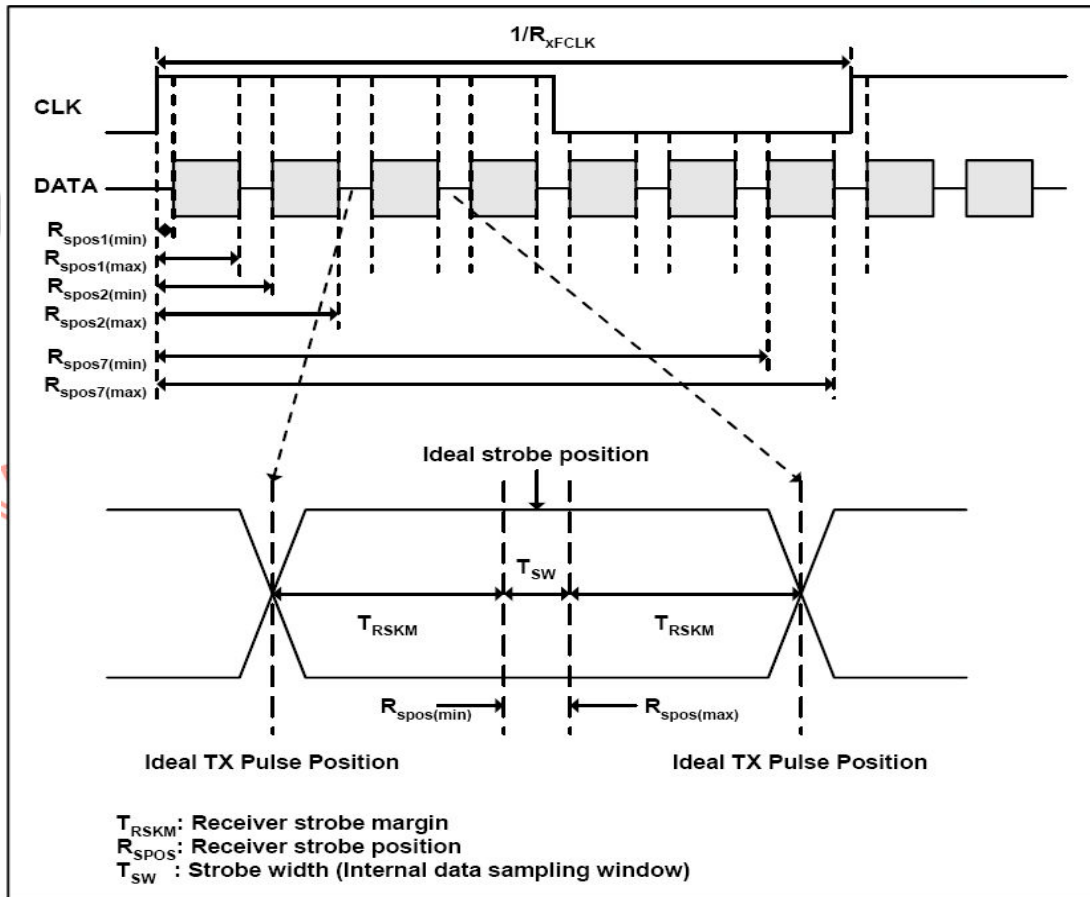 1/RxFCLK
CLK
DATA
Rspos1(min)
Rspos1(max)
Rspos2(min)
Rspos2(max)
Rspos7(min)
Rspos7(max)
Ideal strobe position
TSW
TRSKM
TRSKM
Rspos(min)
Rspos(max)
Ideal TX Pulse Position
Ideal TX Pulse Position
TRSKM: Receiver strobe margin
RSPOS: Receiver strobe position
TSW : Strobe width (Internal data sampling window)